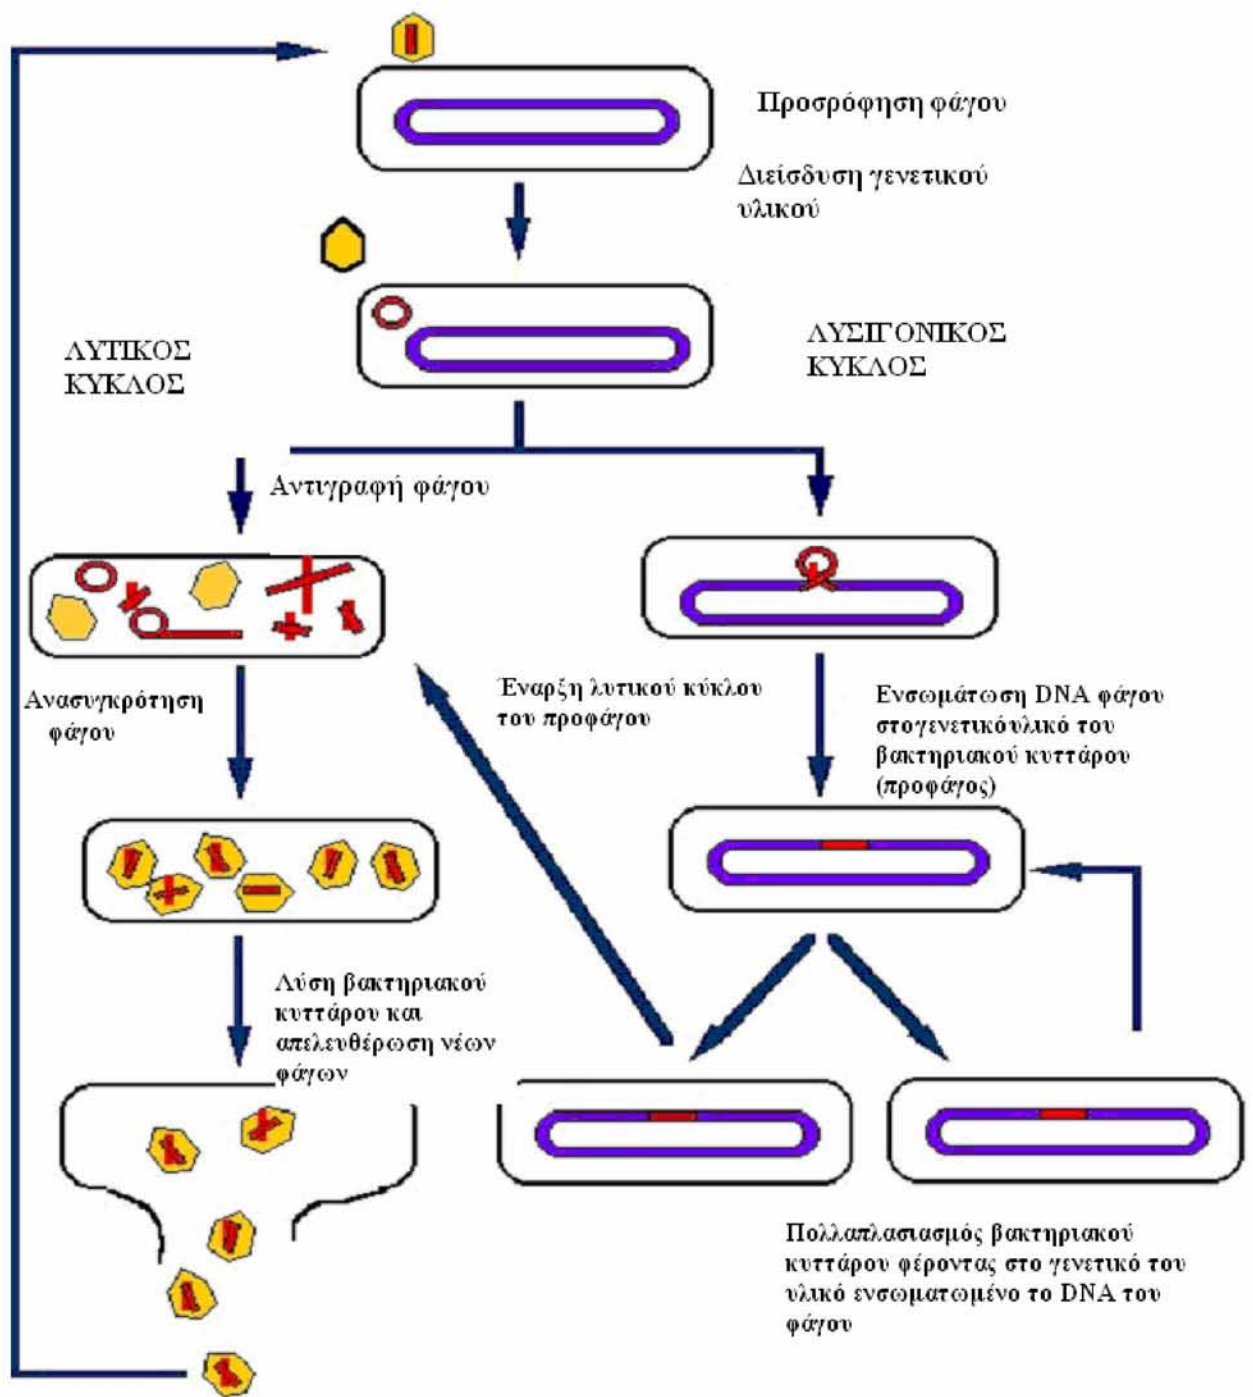 Προσρόφηση φάγου
Διείσδυση γενετικού
υλικού
ΛΥΤΙΚΟΣ
ΚΥΚΛΟΣ
ΛΥΣΙΓΟΝΙΚΟΣ
ΚΥΚΛΟΣ
Αντιγραφή φάγου
Ανασυγκρότηση
φάγου
Έναρξη λυτικού κύκλου
του προφάγου
Ενσωμάτωση DNA φάγου
στογενετικόυλικό του
βακτηριακού κυττάρου
(προφάγος)
Λύση βακτηριακού
κυττάρου και
απελευθέρωση νέων
φάγων
Πολλαπλασιασμός βακτηριακού
κυττάρου φέροντας στο γενετικό του
υλικό ενσωματωμένο το DNA του
φάγου